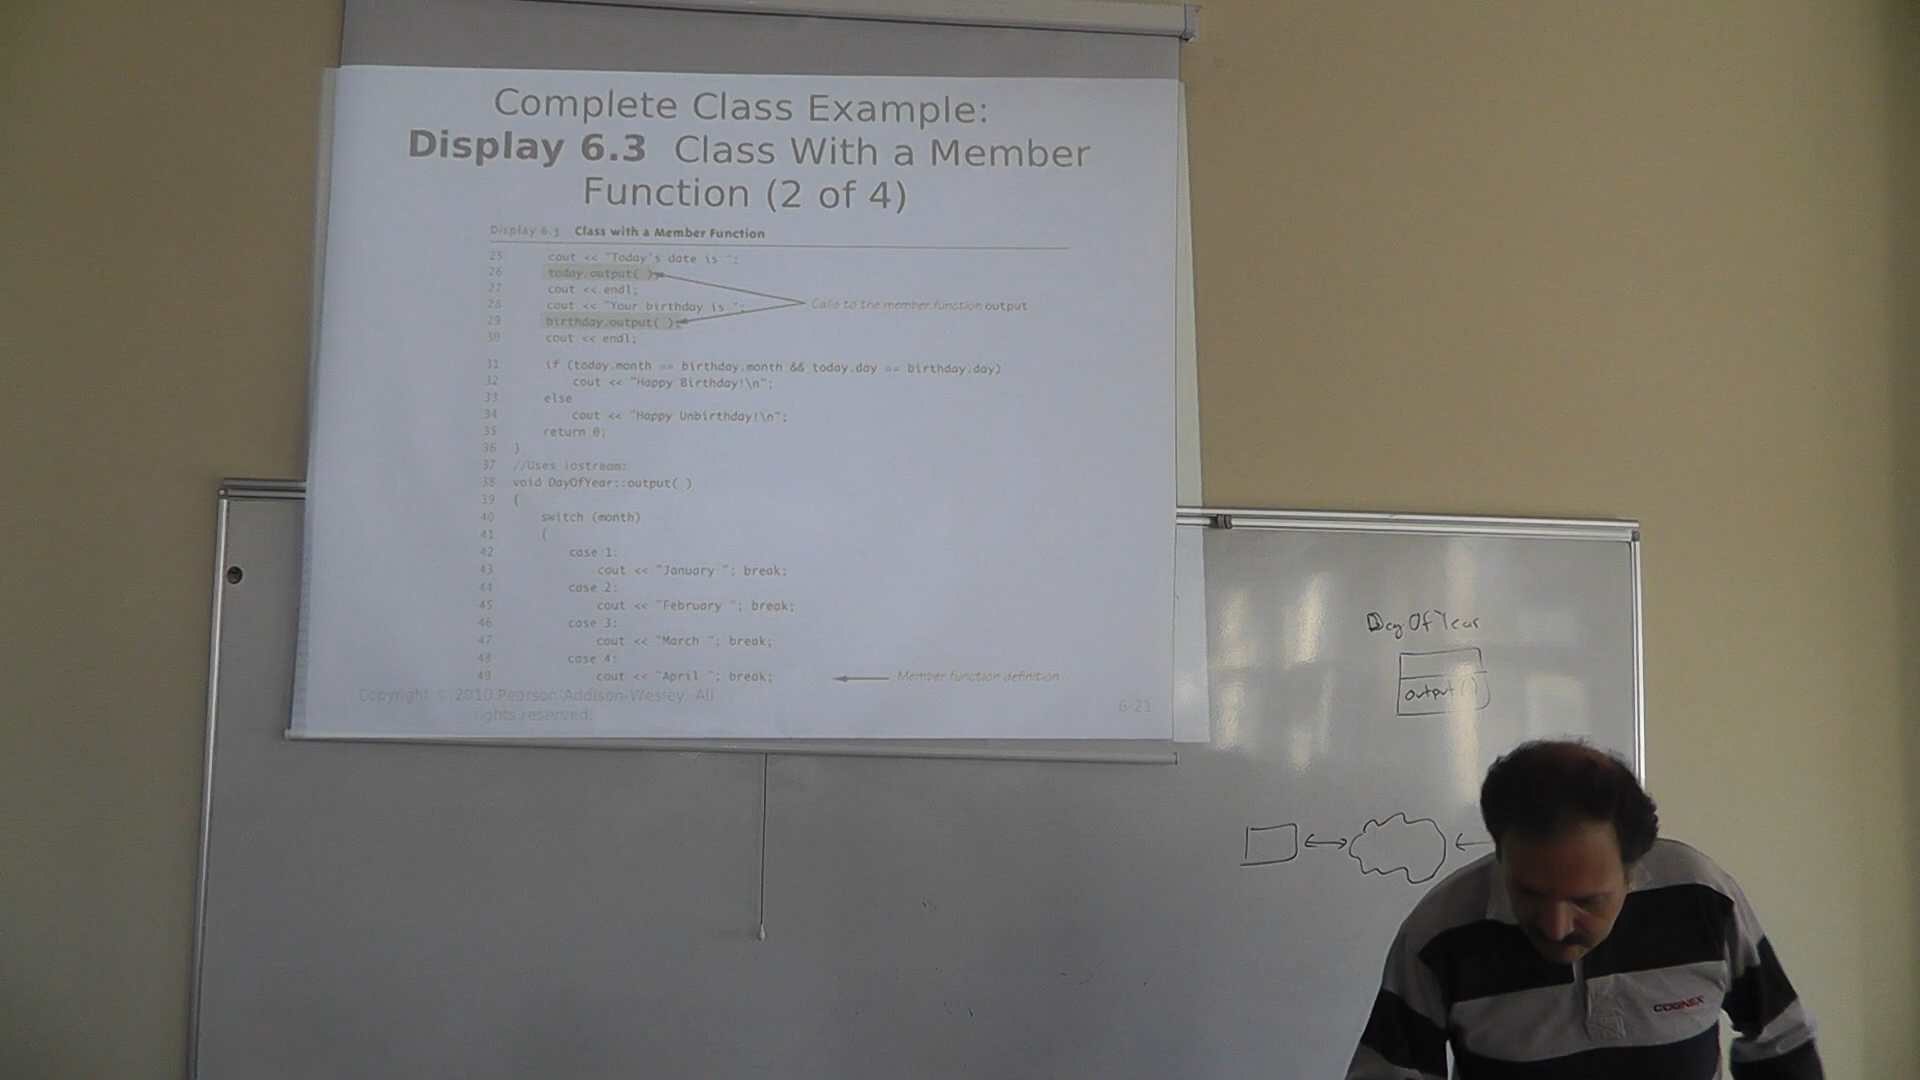 Complete Class Example:
Display 6.3 Class With a Member
Function (2 of 4)
Display 6.3 Class with a Member Function
25 cout << "Today's date is ";
26 today.output( );
27 cout << endl;
28 cout << "Your birthday is ";
29 birthday.output( );
30 cout << endl;
Calls to the member function output
31 if (today.month == birthday.month && today.day == birthday.day)
32 cout << "Happy Birthday!\n";
33 else
34 cout << "Happy Unbirthday!\n";
35 return 0;
36 }
37 //Uses iostream:
38 void DayOfYear::output( )
39 {
40 switch (month)
41 {
42 case 1:
43 cout << "January "; break;
44 case 2:
45 cout << "February "; break;
46 case 3:
47 cout << "March "; break;
48 case 4:
49 cout << "April "; break;
Member function definition
Copyright © 2010 Pearson Addison-Wesley. All
rights reserved.
6-21
DayOfYear
output()
COGNEX